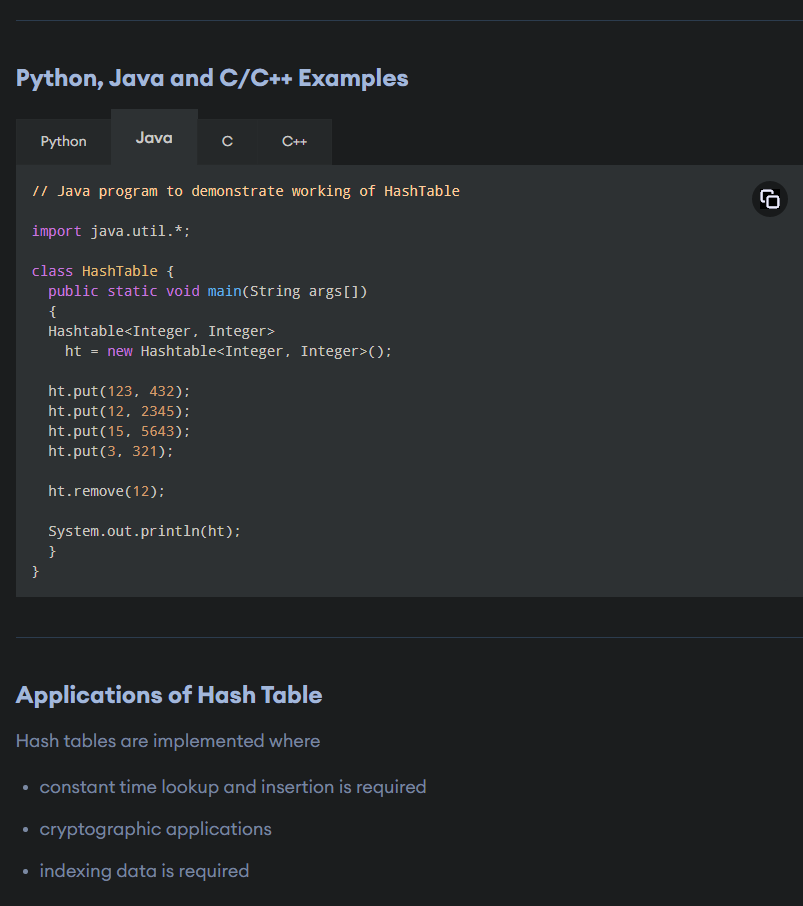 Python, Java and C/C++ Examples
Python Java C C++
// Java program to demonstrate working of HashTable
import java.util.*;
class HashTable {
public static void main(String args[])
{
Hashtable<Integer, Integer>
ht = new Hashtable<Integer, Integer>();
ht.put(123, 432);
ht.put(12, 2345);
ht.put(15, 5643);
ht.put(3, 321);
ht.remove(12);
System.out.println(ht);
}
}
Applications of Hash Table
Hash tables are implemented where
• constant time lookup and insertion is required
• cryptographic applications
• indexing data is required